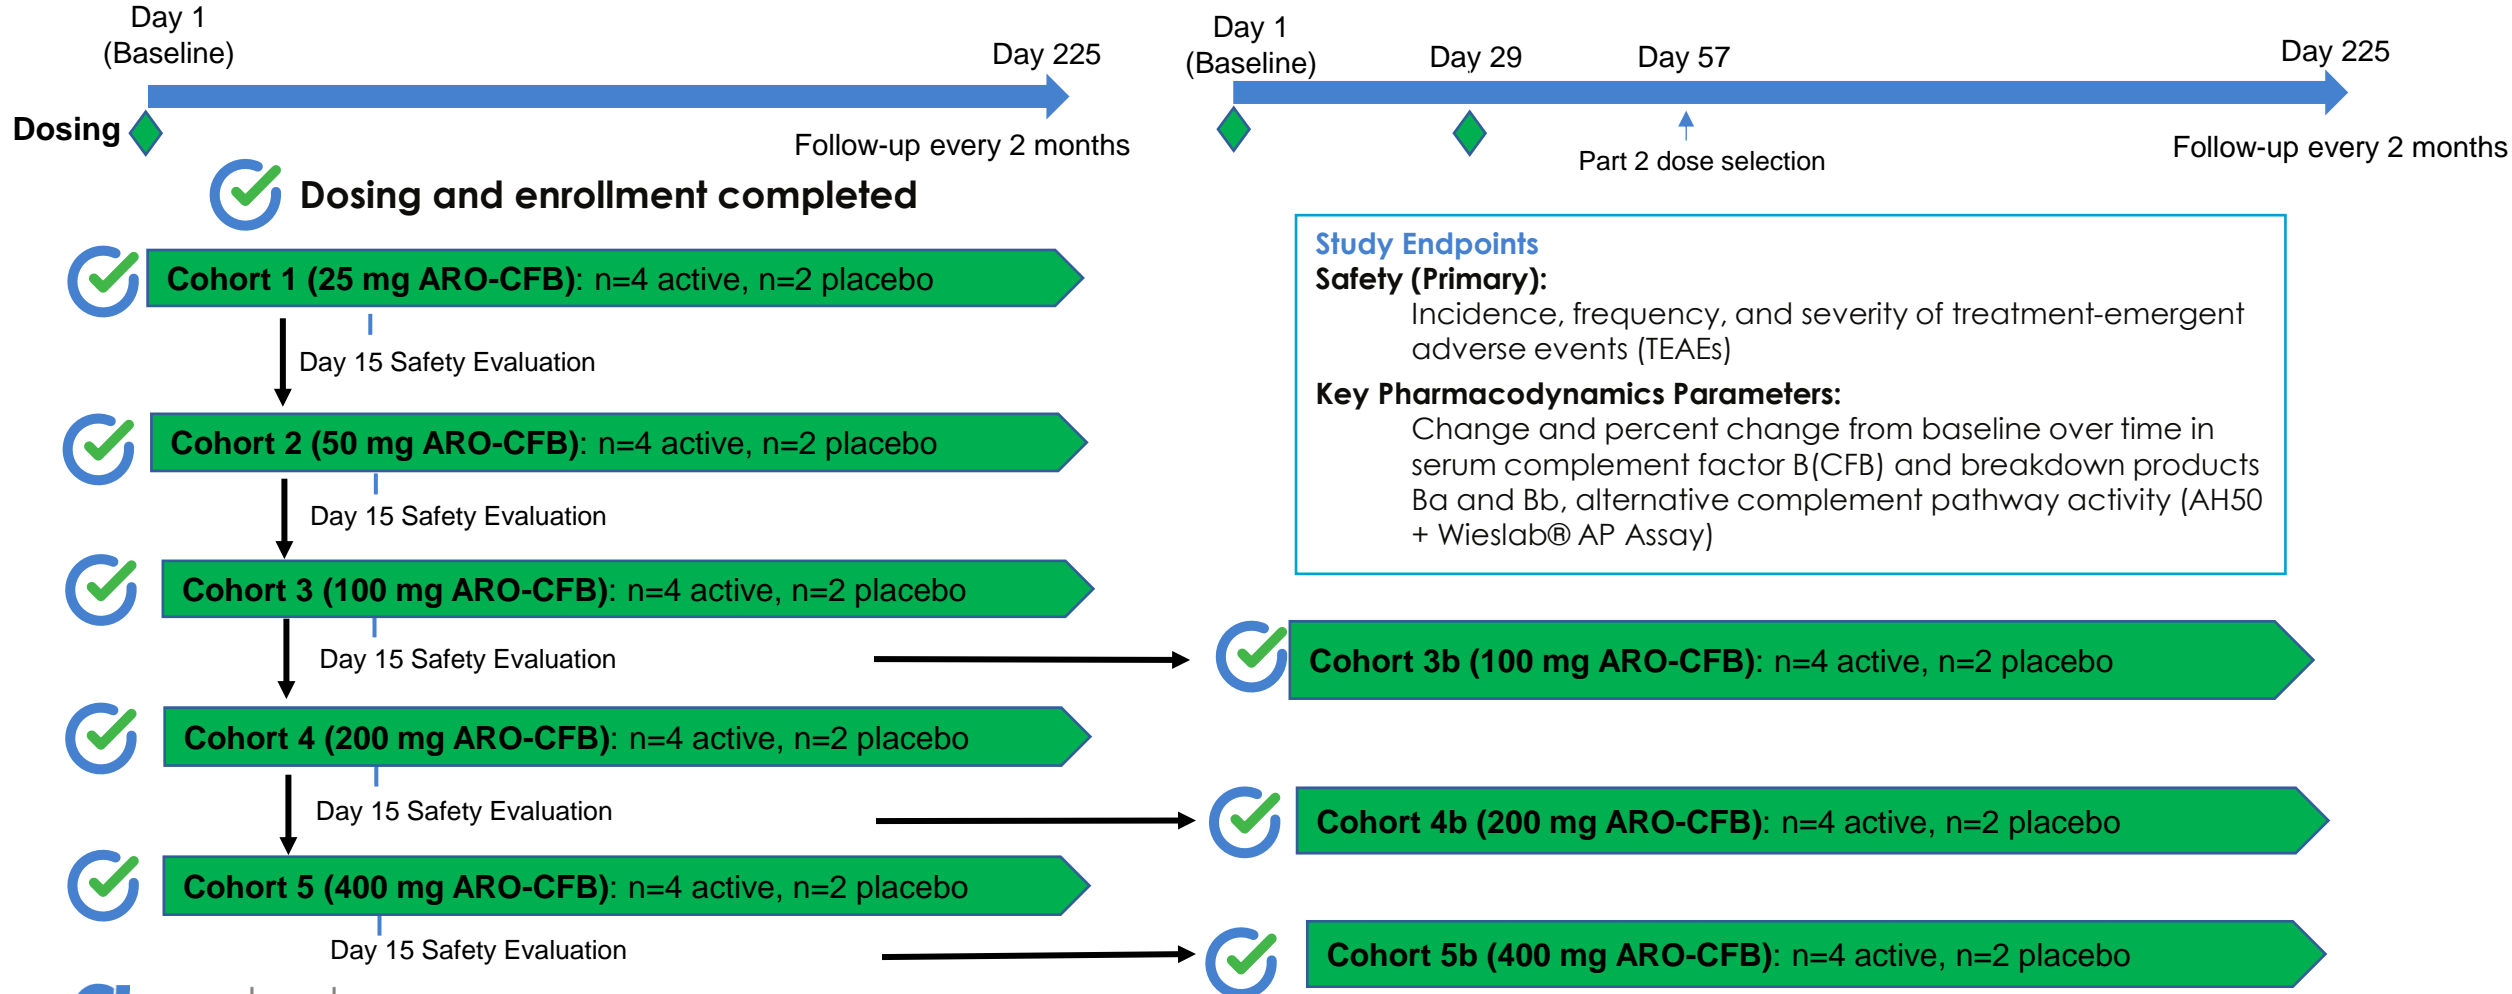 Day 1
(Baseline)
Day 225
Dosing
Follow-up every 2 months
Dosing and enrollment completed
Cohort 1 (25 mg ARO-CFB): n=4 active, n=2 placebo
Day 15 Safety Evaluation
Cohort 2 (50 mg ARO-CFB): n=4 active, n=2 placebo
Day 15 Safety Evaluation
Cohort 3 (100 mg ARO-CFB): n=4 active, n=2 placebo
Day 15 Safety Evaluation
Cohort 4 (200 mg ARO-CFB): n=4 active, n=2 placebo
Day 15 Safety Evaluation
Cohort 5 (400 mg ARO-CFB): n=4 active, n=2 placebo
Day 15 Safety Evaluation
Day 1
(Baseline)
Day 29
Day 57
Day 225
Part 2 dose selection
Follow-up every 2 months
Study Endpoints
Safety (Primary):
Incidence, frequency, and severity of treatment-emergent
adverse events (TEAEs)
Key Pharmacodynamics Parameters:
Change and percent change from baseline over time in
serum complement factor B(CFB) and breakdown products
Ba and Bb, alternative complement pathway activity (AH50
+ Wieslab® AP Assay)
Cohort 3b (100 mg ARO-CFB): n=4 active, n=2 placebo
Cohort 4b (200 mg ARO-CFB): n=4 active, n=2 placebo
Cohort 5b (400 mg ARO-CFB): n=4 active, n=2 placebo